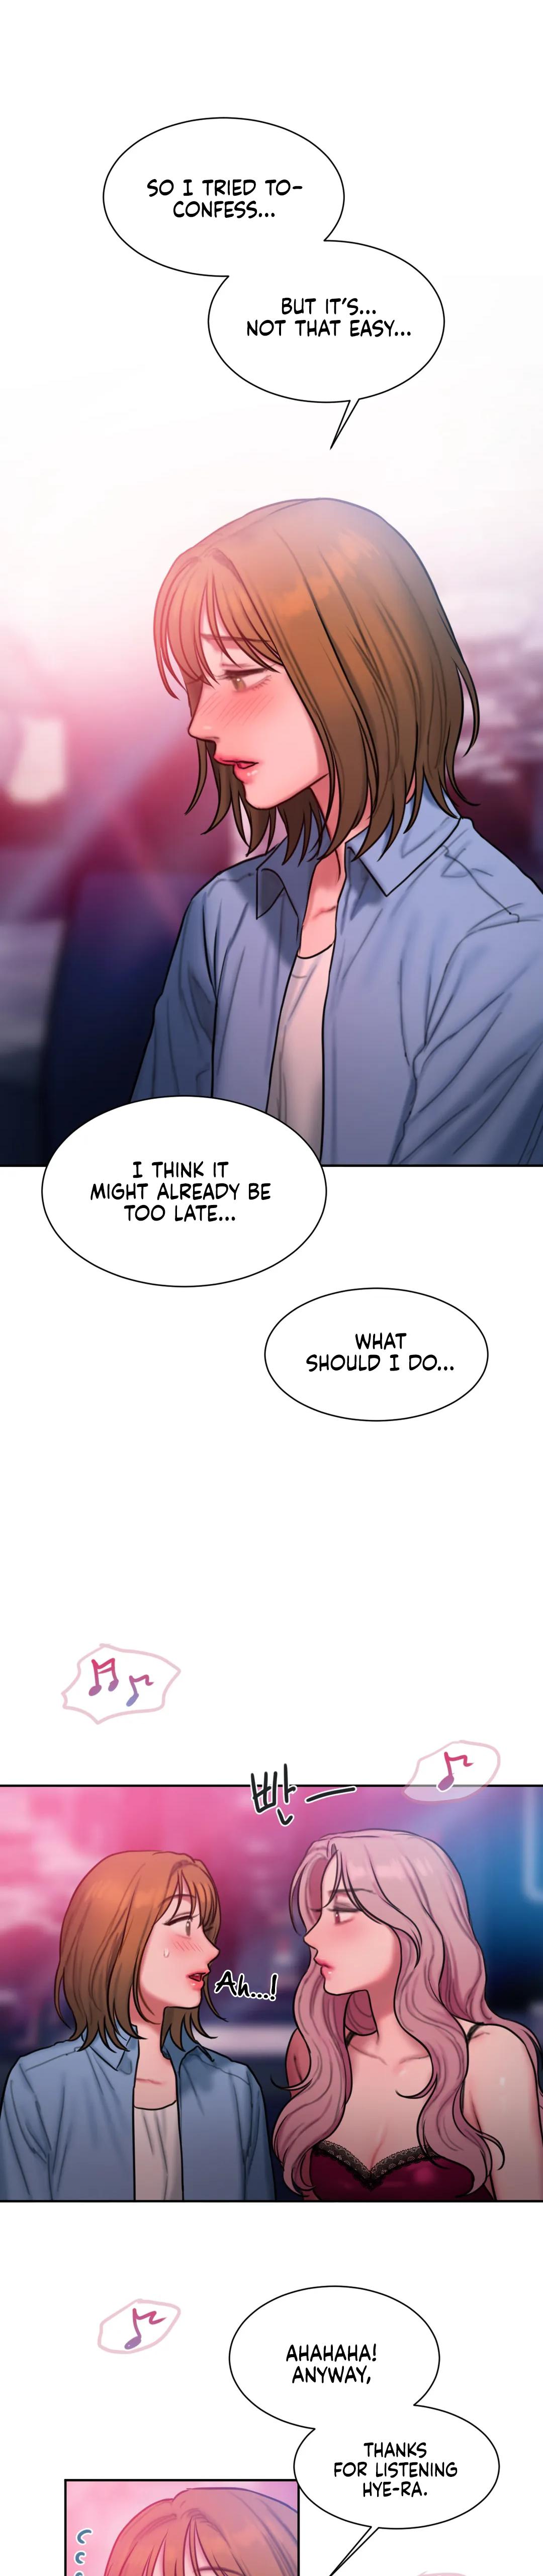 SO I TRIED TO-
CONFESS...
BUT IT'S...
NOT THAT EASY...
I THINK IT
MIGHT ALREADY BE
TOO LATE...
WHAT
SHOULD I DO...
빤—
Ah...!
AHAHAHA!
ANYWAY,
THANKS
FOR LISTENING
HYE-RA.